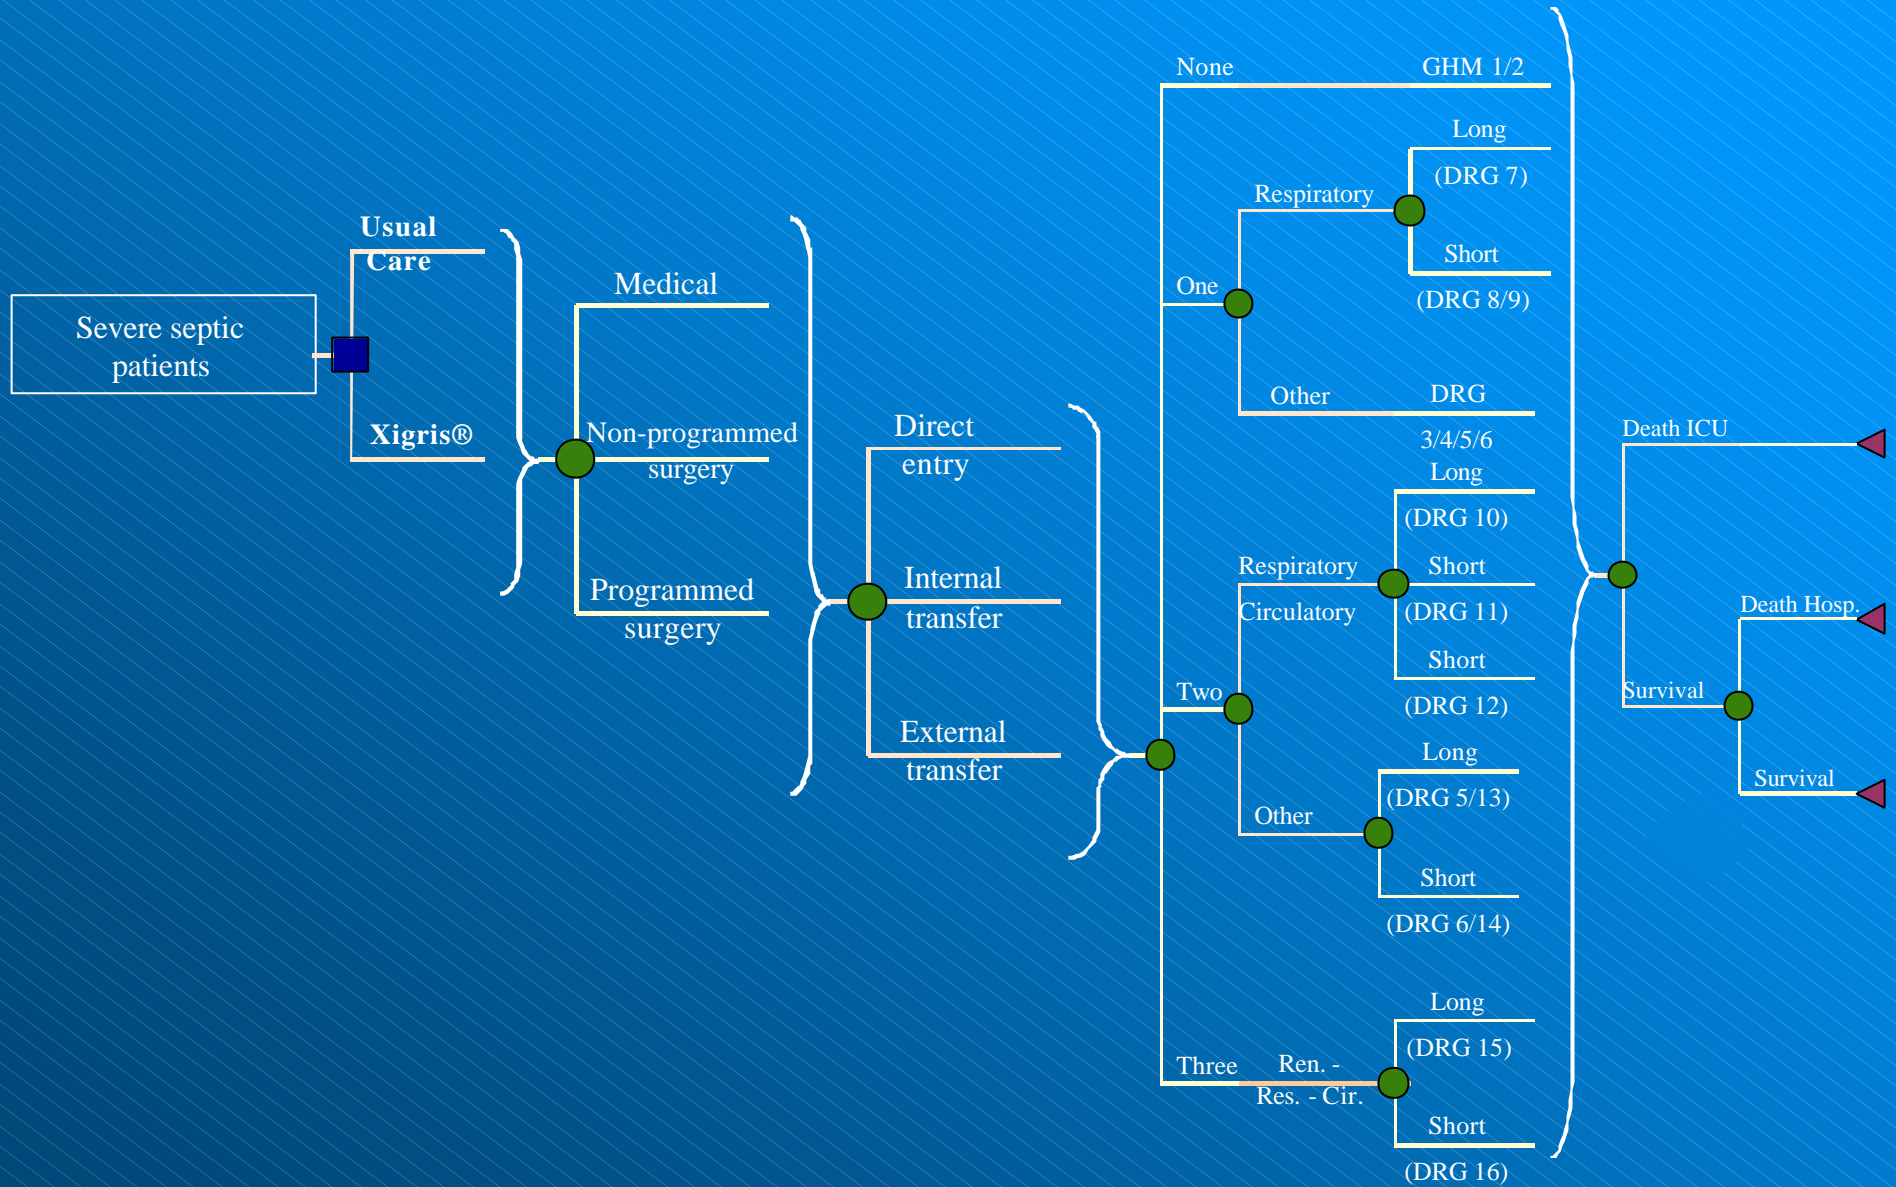 Severe septic
patients
Usual
Care
Xigris®
Medical
Non-programmed
surgery
Programmed
surgery
Direct
entry
Internal
transfer
External
transfer
None
GHM 1/2
One
Respiratory
Long
(DRG 7)
Short
(DRG 8/9)
Other
DRG
3/4/5/6
Two
Respiratory
Circulatory
Long
(DRG 10)
Short
(DRG 11)
Short
(DRG 12)
Other
Long
(DRG 5/13)
Short
(DRG 6/14)
Three
Ren. -
Res. - Cir.
Long
(DRG 15)
Short
(DRG 16)
Death ICU
Survival
Death Hosp.
Survival